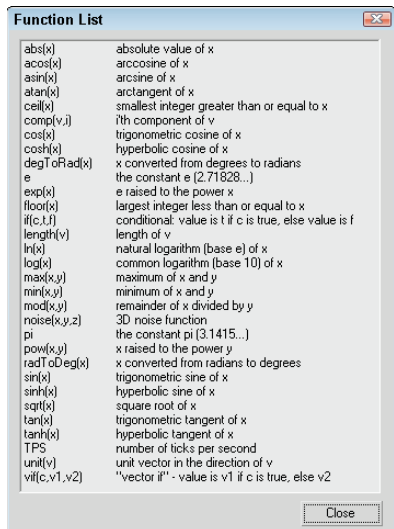 Function List
abs(x) absolute value of x
acos(x) arccosine of x
asin(x) arcsine of x
atan(x) arctangent of x
ceil(x) smallest integer greater than or equal to x
comp(v,i) i'th component of v
cos(x) trigonometric cosine of x
cosh(x) hyperbolic cosine of x
degToRad(x) x converted from degrees to radians
e the constant e (2.71828...)
exp(x) e raised to the power x
floor(x) largest integer less than or equal to x
if(c,t,f) conditional: value is t if c is true, else value is f
length(v) length of v
ln(x) natural logarithm (base e) of x
log(x) common logarithm (base 10) of x
max(x,y) maximum of x and y
min(x,y) minimum of x and y
mod(x,y) remainder of x divided by y
noise(x,y,z) 3D noise function
pi the constant pi (3.1415...)
pow(x,y) x raised to the power y
radToDeg(x) x converted from radians to degrees
sin(x) trigonometric sine of x
sinh(x) hyperbolic sine of x
sqrt(x) square root of x
tan(x) trigonometric tangent of x
tanh(x) hyperbolic tangent of x
TPS number of ticks per second
unit(v) unit vector in the direction of v
vif(c,v1,v2) "vector if" - value is v1 if c is true, else v2
Close